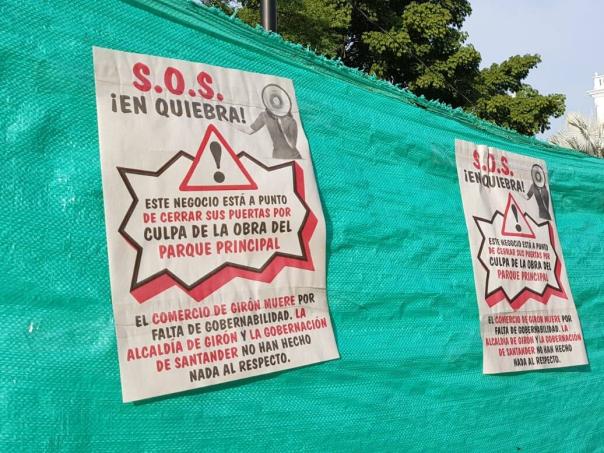 S.O.S.
¡EN QUIEBRA!
ESTE NEGOCIO ESTÁ A PUNTO
DE CERRAR SUS PUERTAS POR
CULPA DE LA OBRA DEL
PARQUE PRINCIPAL
EL COMERCIO DE GIRÓN MUERE POR
FALTA DE GOBERNABILIDAD. LA
ALCALDÍA DE GIRÓN Y LA GOBERNACIÓN
DE SANTANDER NO HAN HECHO
NADA AL RESPECTO.
S.O.S.
¡EN QUIEBRA!
ESTE NEGOCIO ESTÁ A PUNTO
DE CERRAR SUS PUERTAS POR
CULPA DE LA OBRA DEL
PARQUE PRINCIPAL
EL COMERCIO DE GIRÓN MUERE POR
FALTA DE GOBERNABILIDAD. LA
ALCALDÍA DE GIRÓN Y LA GOBERNACIÓN
DE SANTANDER NO HAN HECHO
NADA AL RESPECTO.